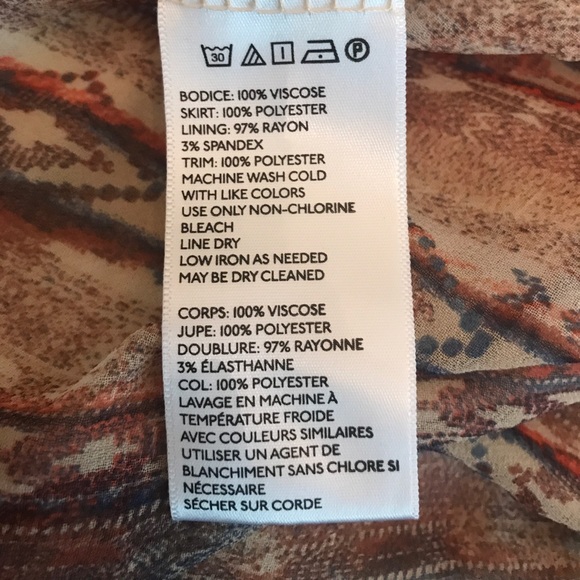 30 P
BODICE: 100% VISCOSE
SKIRT: 100% POLYESTER
LINING: 97% RAYON
3% SPANDEX
TRIM: 100% POLYESTER
MACHINE WASH COLD
WITH LIKE COLORS
USE ONLY NON-CHLORINE
BLEACH
LINE DRY
LOW IRON AS NEEDED
MAY BE DRY CLEANED
CORPS: 100% VISCOSE
JUPE: 100% POLYESTER
DOUBLURE: 97% RAYONNE
3% ÉLASTHANNE
COL: 100% POLYESTER
LAVAGE EN MACHINE À
TEMPÉRATURE FROIDE
AVEC COULEURS SIMILAIRES
UTILISER UN AGENT DE
BLANCHIMENT SANS CHLORE SI
NÉCESSAIRE
SÉCHER SUR CORDE